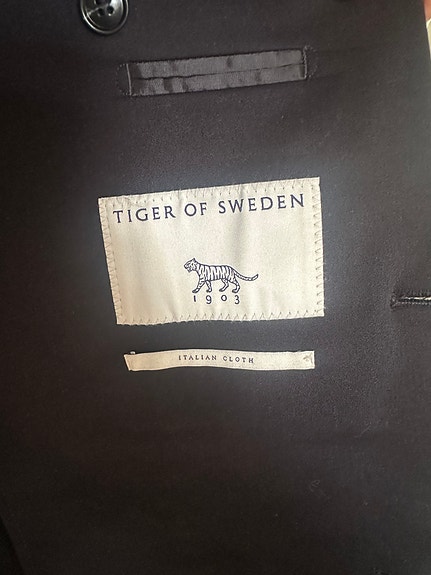 TIGER OF SWEDEN
1903
ITALIAN CLOTH